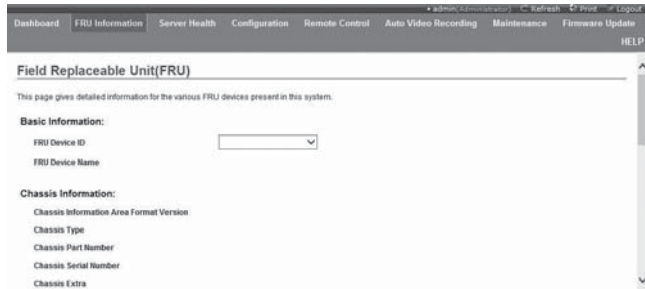 • admin(Administrator) Refresh Print Logout
Dashboard FRU Information Server Health Configuration Remote Control Auto Video Recording Maintenance Firmware Update
HELP
Field Replaceable Unit(FRU)
This page gives detailed information for the various FRU devices present in this system.
Basic Information:
FRU Device ID
FRU Device Name
Chassis Information:
Chassis Information Area Format Version
Chassis Type
Chassis Part Number
Chassis Serial Number
Chassis Extra